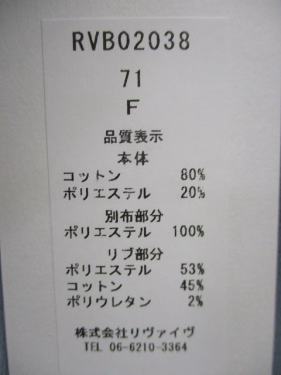 RVB02038
71
F
品質表示
本体
コットン 80%
ポリエステル 20%
別布部分
ポリエステル 100%
リブ部分
ポリエステル 53%
コットン 45%
ポリウレタン 2%
株式会社リヴァイヴ
TEL 06-6210-3364